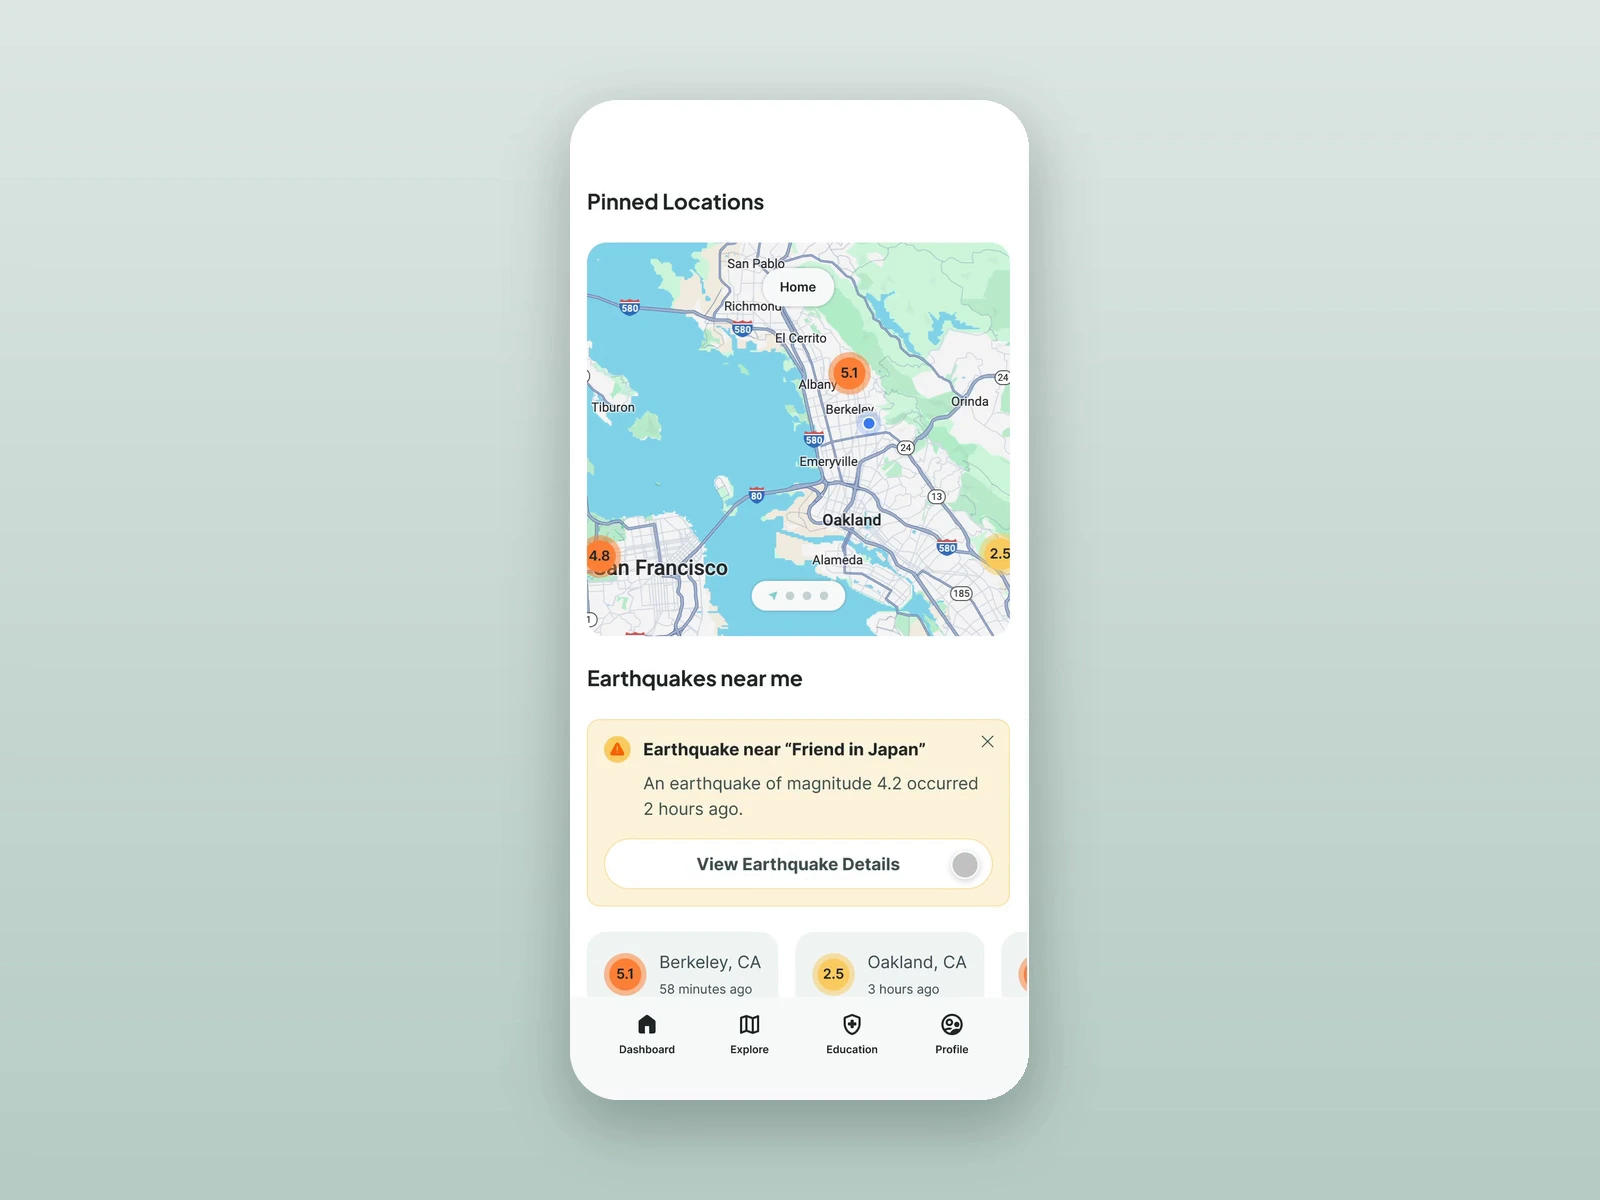 Pinned Locations
San Pablo
Home
Richmond
580
580
El Cerrito
5.1
24
Albany
Orinda
Tiburon
Berkeley
580
24
Emeryville
80
13
Oakland
580
2.5
4.8
Alameda
San Francisco
185
1
Earthquakes near me
Earthquake near “Friend in Japan”
An earthquake of magnitude 4.2 occurred
2 hours ago.
View Earthquake Details
5.1
Berkeley, CA
58 minutes ago
2.5
Oakland, CA
3 hours ago
Dashboard
Explore
Education
Profile